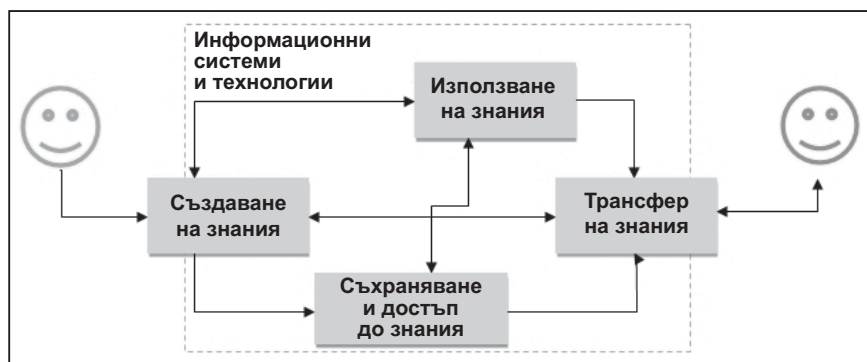 Информационни
системи
и технологии
Използване
на знания
Създаване
на знания
Трансфер
на знания
Съхраняване
и достъп
до знания